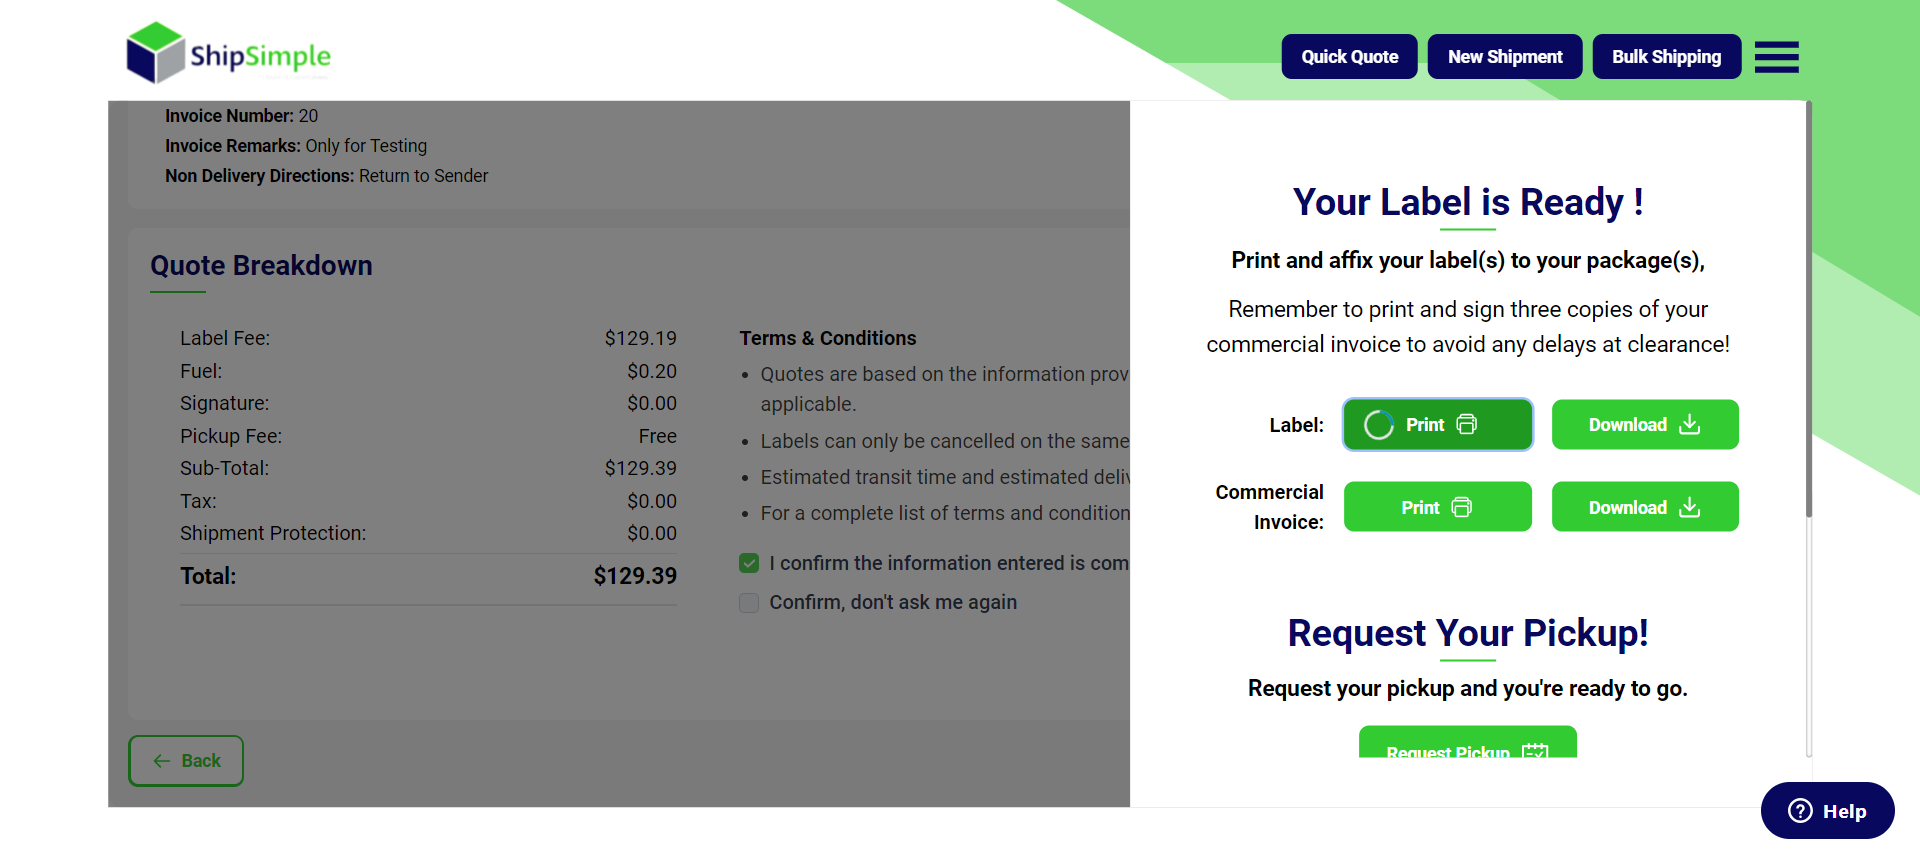 ShipSimple
Quick Quote
New Shipment
Bulk Shipping
Invoice Number: 20
Invoice Remarks: Only for Testing
Non Delivery Directions: Return to Sender
Quote Breakdown
Label Fee: $129.19
Fuel: $0.20
Signature: $0.00
Pickup Fee: Free
Sub-Total: $129.39
Tax: $0.00
Shipment Protection: $0.00
Total: $129.39
Terms & Conditions
• Quotes are based on the information prov
applicable.
• Labels can only be cancelled on the same
• Estimated transit time and estimated deliv
• For a complete list of terms and condition
I confirm the information entered is com
Confirm, don't ask me again
Back
Your Label is Ready !
Print and affix your label(s) to your package(s),
Remember to print and sign three copies of your
commercial invoice to avoid any delays at clearance!
Label: Print Download
Commercial
Invoice: Print Download
Request Your Pickup!
Request your pickup and you're ready to go.
Request Pickup
Help